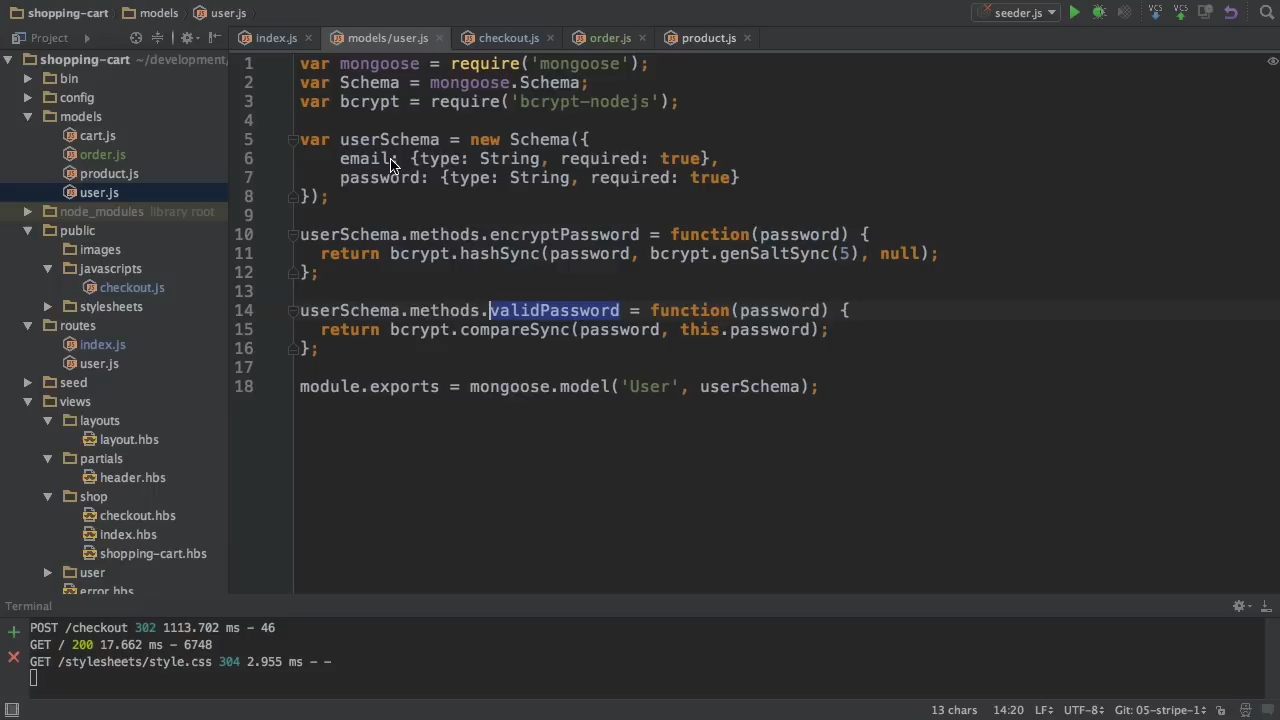 shopping-cart models user.js seeder.js
Project index.js models/user.js checkout.js order.js product.js
shopping-cart ~/development/
bin
config
models
cart.js
order.js
product.js
user.js
node_modules library root
public
images
javascripts
checkout.js
stylesheets
routes
index.js
user.js
seed
views
layouts
layout.hbs
partials
header.hbs
shop
checkout.hbs
index.hbs
shopping-cart.hbs
user
error.hbs
1 var mongoose = require('mongoose');
2 var Schema = mongoose.Schema;
3 var bcrypt = require('bcrypt-nodejs');
4
5 var userSchema = new Schema({
6 email: {type: String, required: true},
7 password: {type: String, required: true}
8 });
9
10 userSchema.methods.encryptPassword = function(password) {
11 return bcrypt.hashSync(password, bcrypt.genSaltSync(5), null);
12 };
13
14 userSchema.methods.validPassword = function(password) {
15 return bcrypt.compareSync(password, this.password);
16 };
17
18 module.exports = mongoose.model('User', userSchema);
Terminal
POST /checkout 302 1113.702 ms - 46
GET / 200 17.662 ms - 6748
GET /stylesheets/style.css 304 2.955 ms - -
13 chars 14:20 LF UTF-8 Git: 05-stripe-1